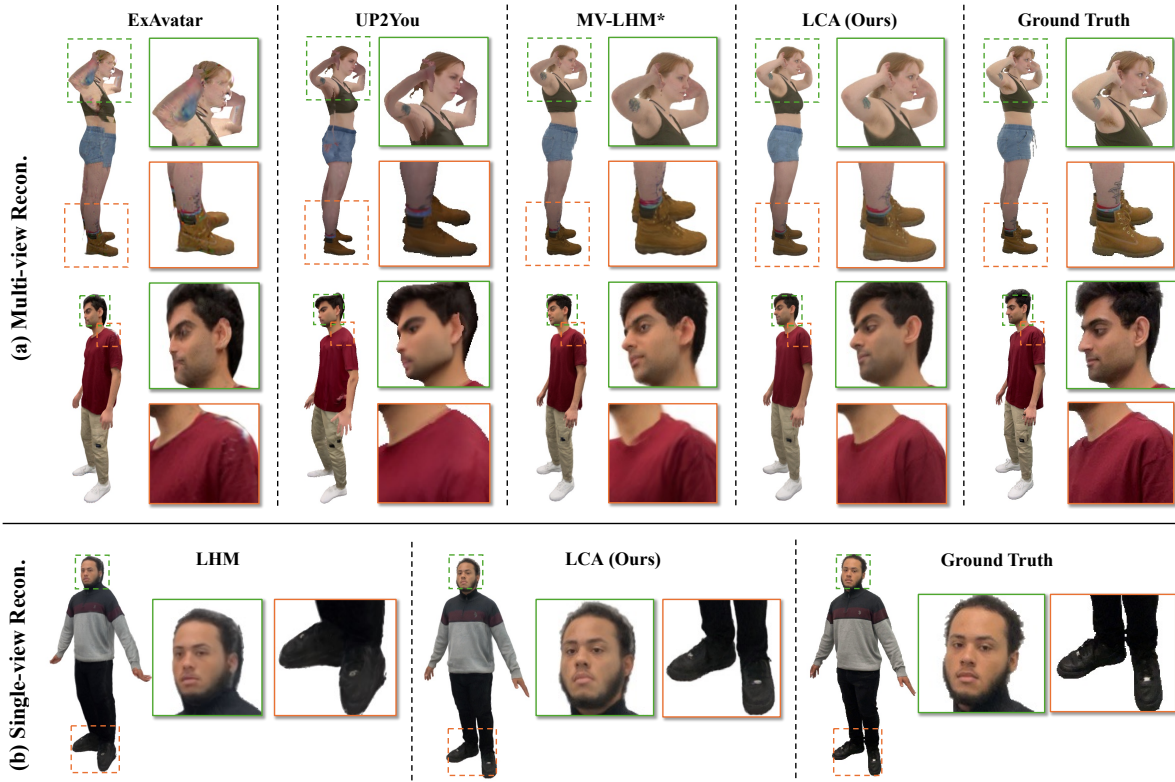 ExAvatar
UP2You
MV-LHM*
LCA (Ours)
Ground Truth
(a) Multi-view Recon.
LHM
LCA (Ours)
Ground Truth
(b) Single-view Recon.